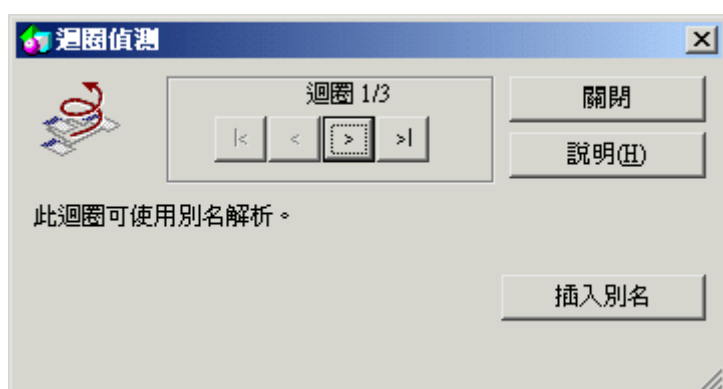 迴圈偵測
迴圈 1/3
|< < > >|
關閉
說明(H)
此迴圈可使用別名解析。
插入別名